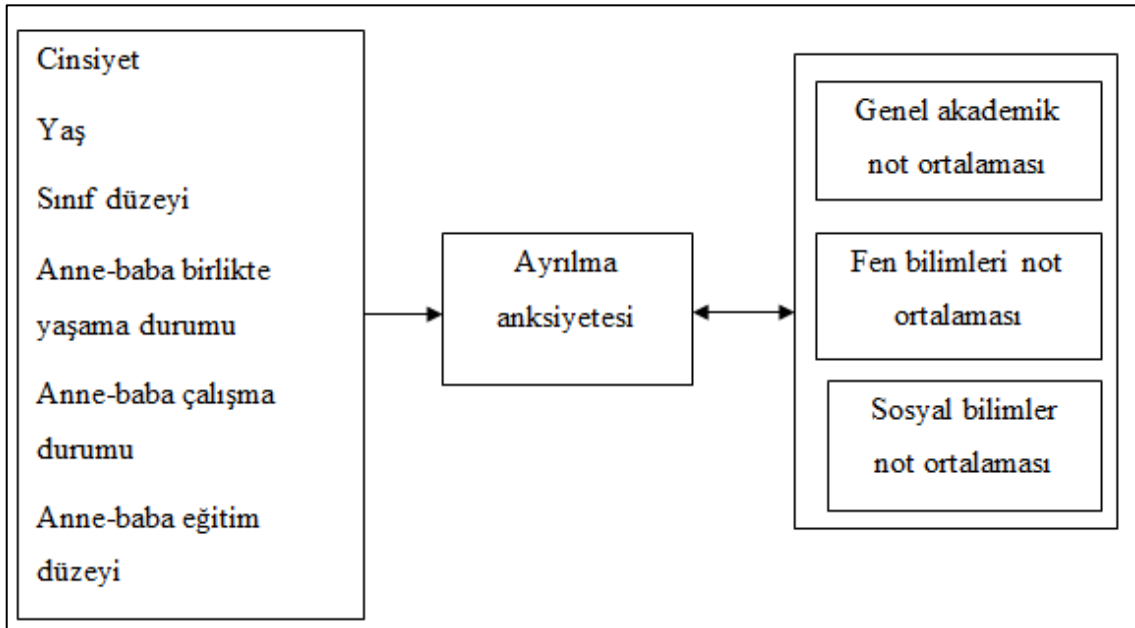 Cinsiyet
Yaş
Sınıf düzeyi
Anne-baba birlikte
yaşama durumu
Anne-baba çalışma
durumu
Anne-baba eğitim
düzeyi
Ayrılma
anksiyetesi
Genel akademik
not ortalaması
Fen bilimleri not
ortalaması
Sosyal bilimler
not ortalaması